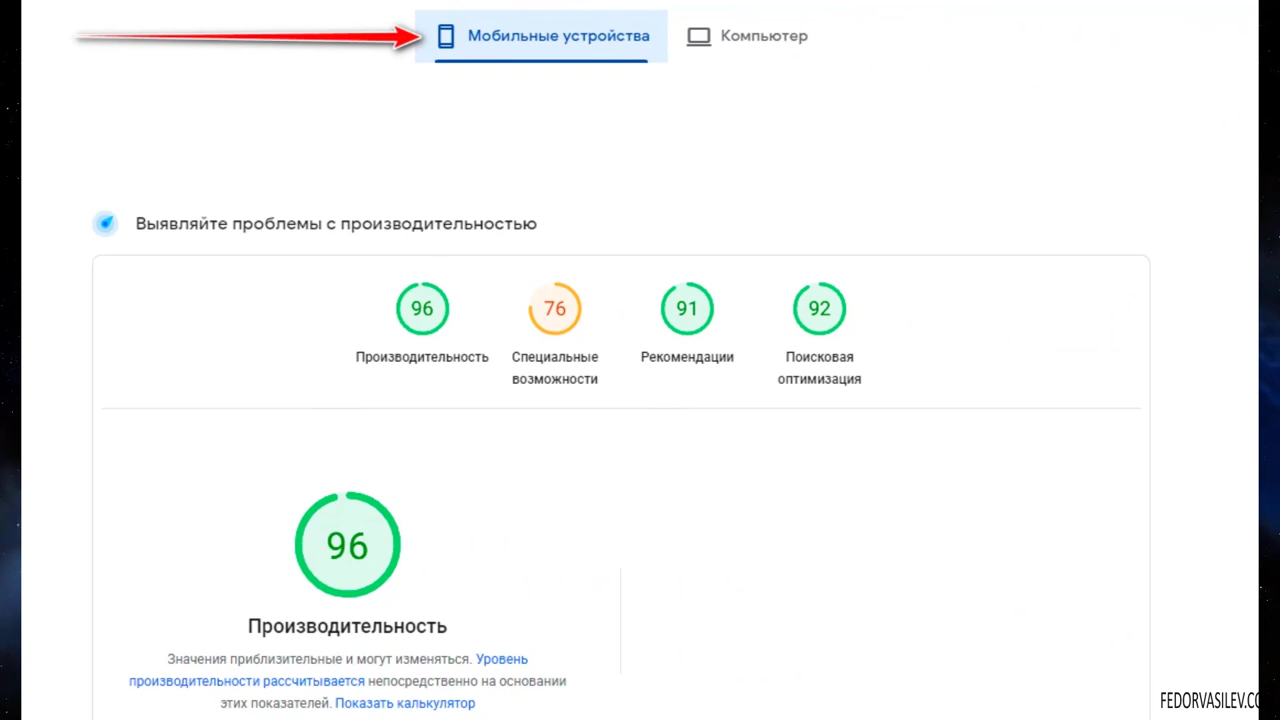 Мобильные устройства
Компьютер
Выявляйте проблемы с производительностью
96
76
91
92
Производительность
Специальные
возможности
Рекомендации
Поисковая
оптимизация
96
Производительность
Значения приблизительные и могут изменяться. Уровень
производительности рассчитывается непосредственно на основании
этих показателей. Показать калькулятор
FEDORVASILEV.CO